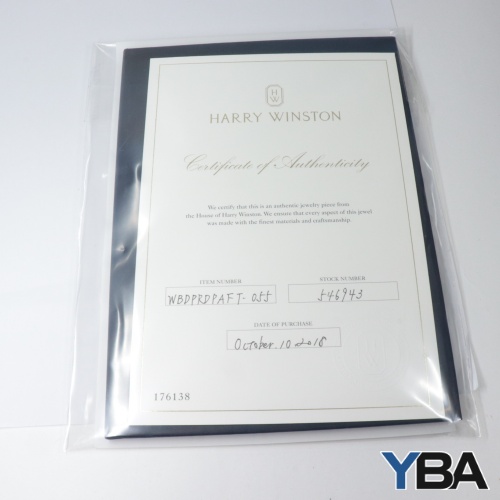 HW
HARRY WINSTON
Certificate of Authenticity
We certify that this is an authentic jewelry piece from
the House of Harry Winston. We ensure that every aspect of this jewel
was made with the finest materials and craftsmanship.
ITEM NUMBER STOCK NUMBER
WBDPRDPAFT-055 546943
DATE OF PURCHASE
October.10 2018
176138
YBA